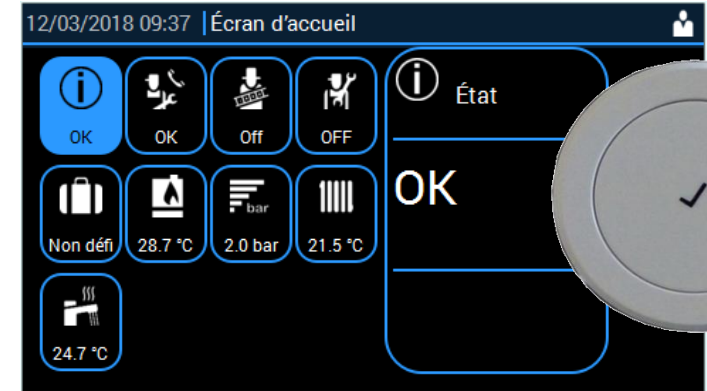 12/03/2018 09:37 | Écran d'accueil
OK
OK
Off
OFF
État
OK
Non défi
28.7 °C
bar
2.0 bar
21.5 °C
24.7 °C